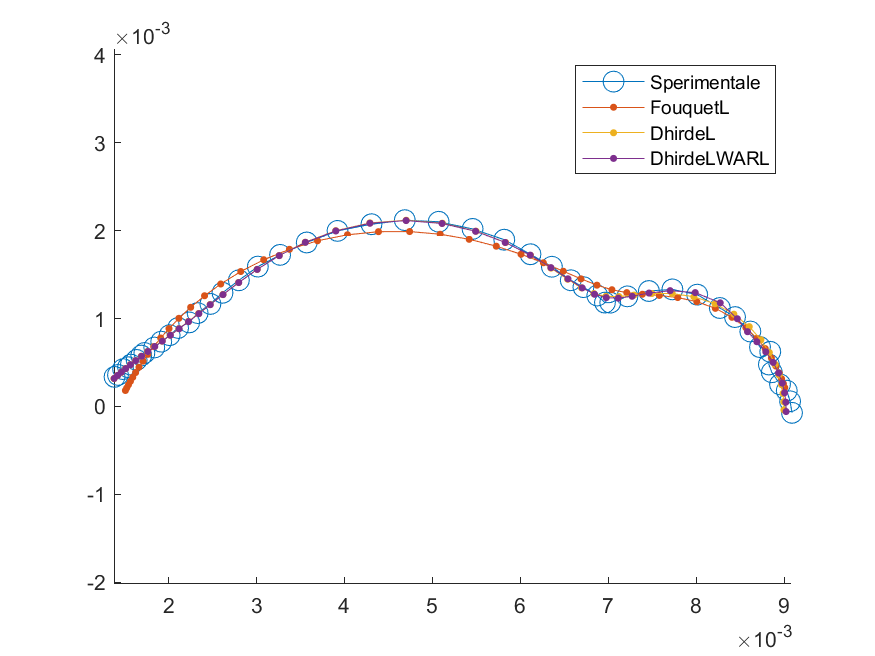 ×10-3
4
3
2
1
0
-1
-2
2 3 4 5 6 7 8 9
×10-3
Sperimentale
FouquetL
DhirdeL
DhirdeLWARL